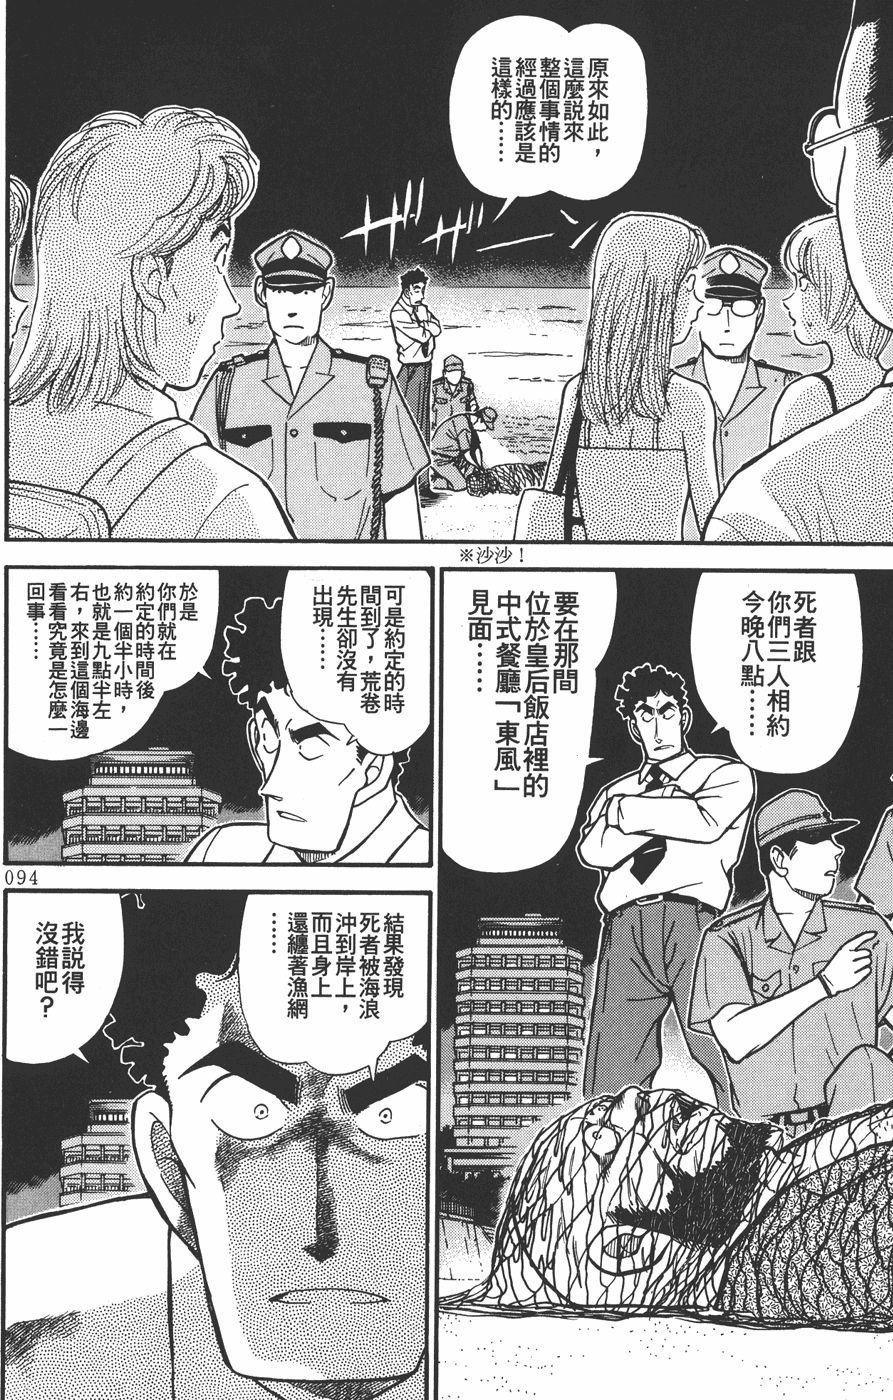 原來如此，
這麼説來
整個事情的
經過應該是
這樣的……
※沙沙！
死者跟
你們三人相約
今晚八點……
要在那間
位於皇后飯店裡的
中式餐廳「東風」
見面……
可是約定的時
間到了，荒卷
先生卻沒有
出現……
於是
你們就在
約定的時間後
約一個半小時，
也就是九點半左
右，來到這個海邊
看看究竟是怎麼一
回事……
094
結果發現
死者被海浪
沖到岸上，
而且身上
還纏著漁網
……
我説得
沒錯吧？